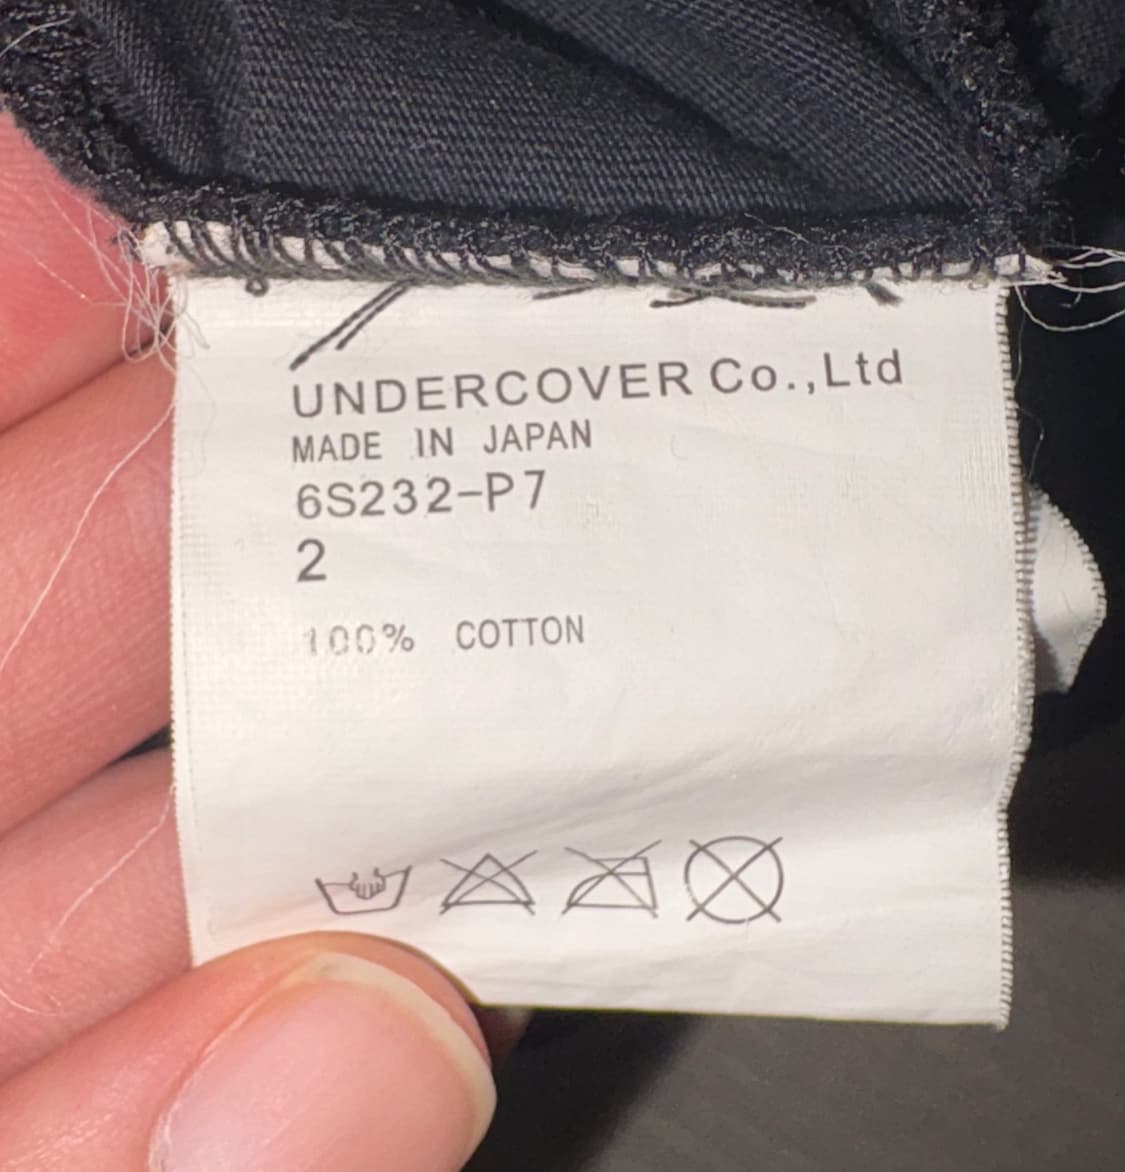 UNDERCOVER Co.,Ltd
MADE IN JAPAN
6S232-P7
2
100% COTTON